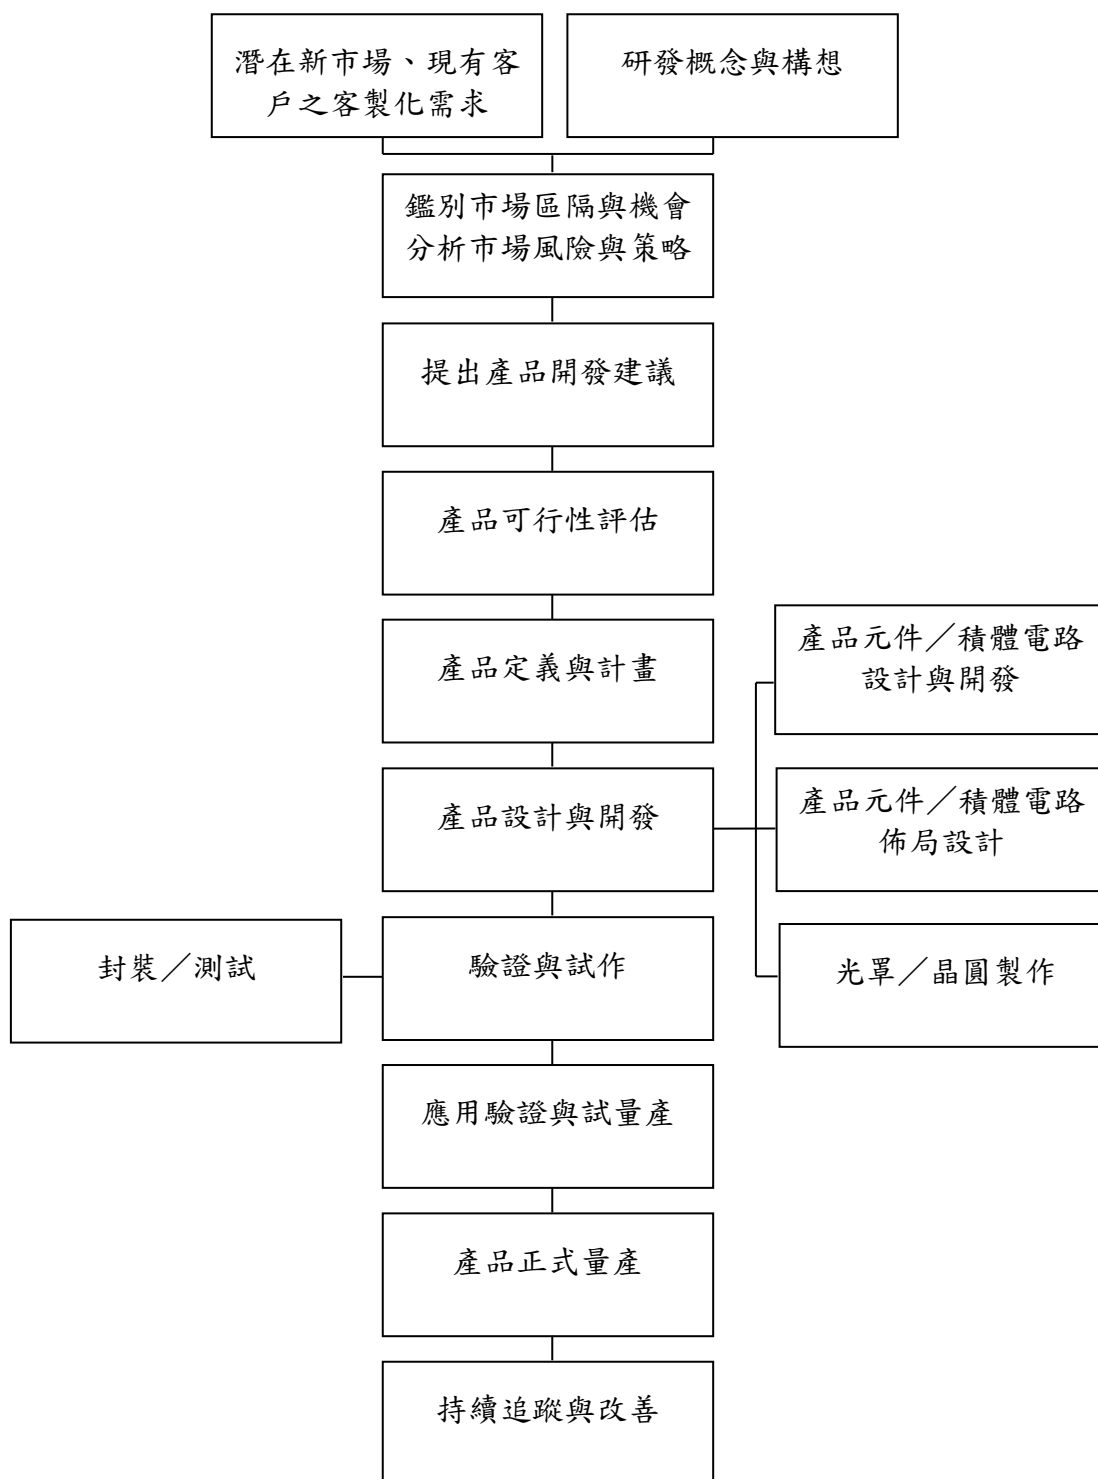 潛在新市場、現有客
戶之客製化需求
研發概念與構想
鑑別市場區隔與機會
分析市場風險與策略
提出產品開發建議
產品可行性評估
產品定義與計畫
產品元件／積體電路
設計與開發
產品設計與開發
產品元件／積體電路
佈局設計
封裝／測試
驗證與試作
光罩／晶圓製作
應用驗證與試量產
產品正式量產
持續追蹤與改善